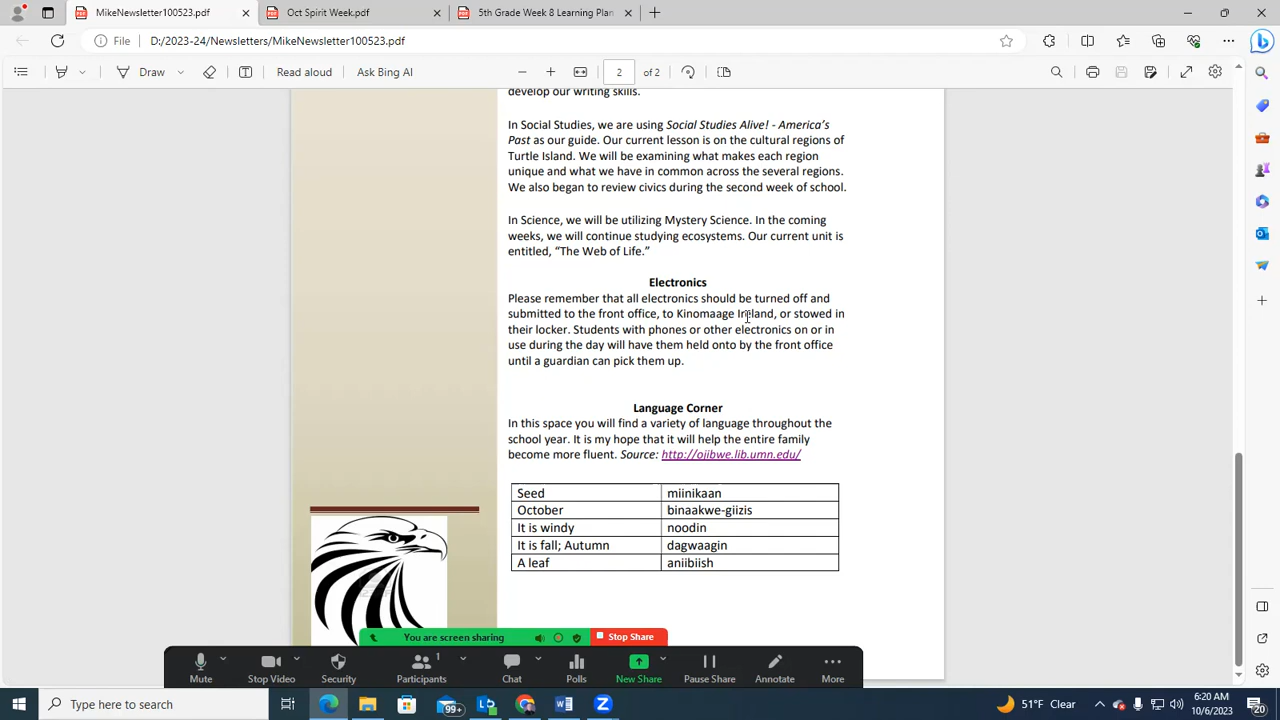 MikeNewsletter100523.pdf
Oct Spirit Week.pdf
5th Grade Week 8 Learning Plan
File
D:/2023-24/Newsletters/MikeNewsletter100523.pdf
Draw
Read aloud
Ask Bing AI
2
of 2
develop our writing skills.
In Social Studies, we are using Social Studies Alive! - America's
Past as our guide. Our current lesson is on the cultural regions of
Turtle Island. We will be examining what makes each region
unique and what we have in common across the several regions.
We also began to review civics during the second week of school.
In Science, we will be utilizing Mystery Science. In the coming
weeks, we will continue studying ecosystems. Our current unit is
entitled, “The Web of Life.”
Electronics
Please remember that all electronics should be turned off and
submitted to the front office, to Kinomaage Ireland, or stowed in
their locker. Students with phones or other electronics on or in
use during the day will have them held onto by the front office
until a guardian can pick them up.
Language Corner
In this space you will find a variety of language throughout the
school year. It is my hope that it will help the entire family
become more fluent. Source: http://ojibwe.lib.umn.edu/
Seed miinikaan
October binaakwe-giizis
It is windy noodin
It is fall; Autumn dagwaagin
A leaf aniibiish
You are screen sharing
Stop Share
1
Mute
Stop Video
Security
Participants
Chat
Polls
New Share
Pause Share
Annotate
More
Type here to search
99+
51°F Clear
6:20 AM
10/6/2023
20